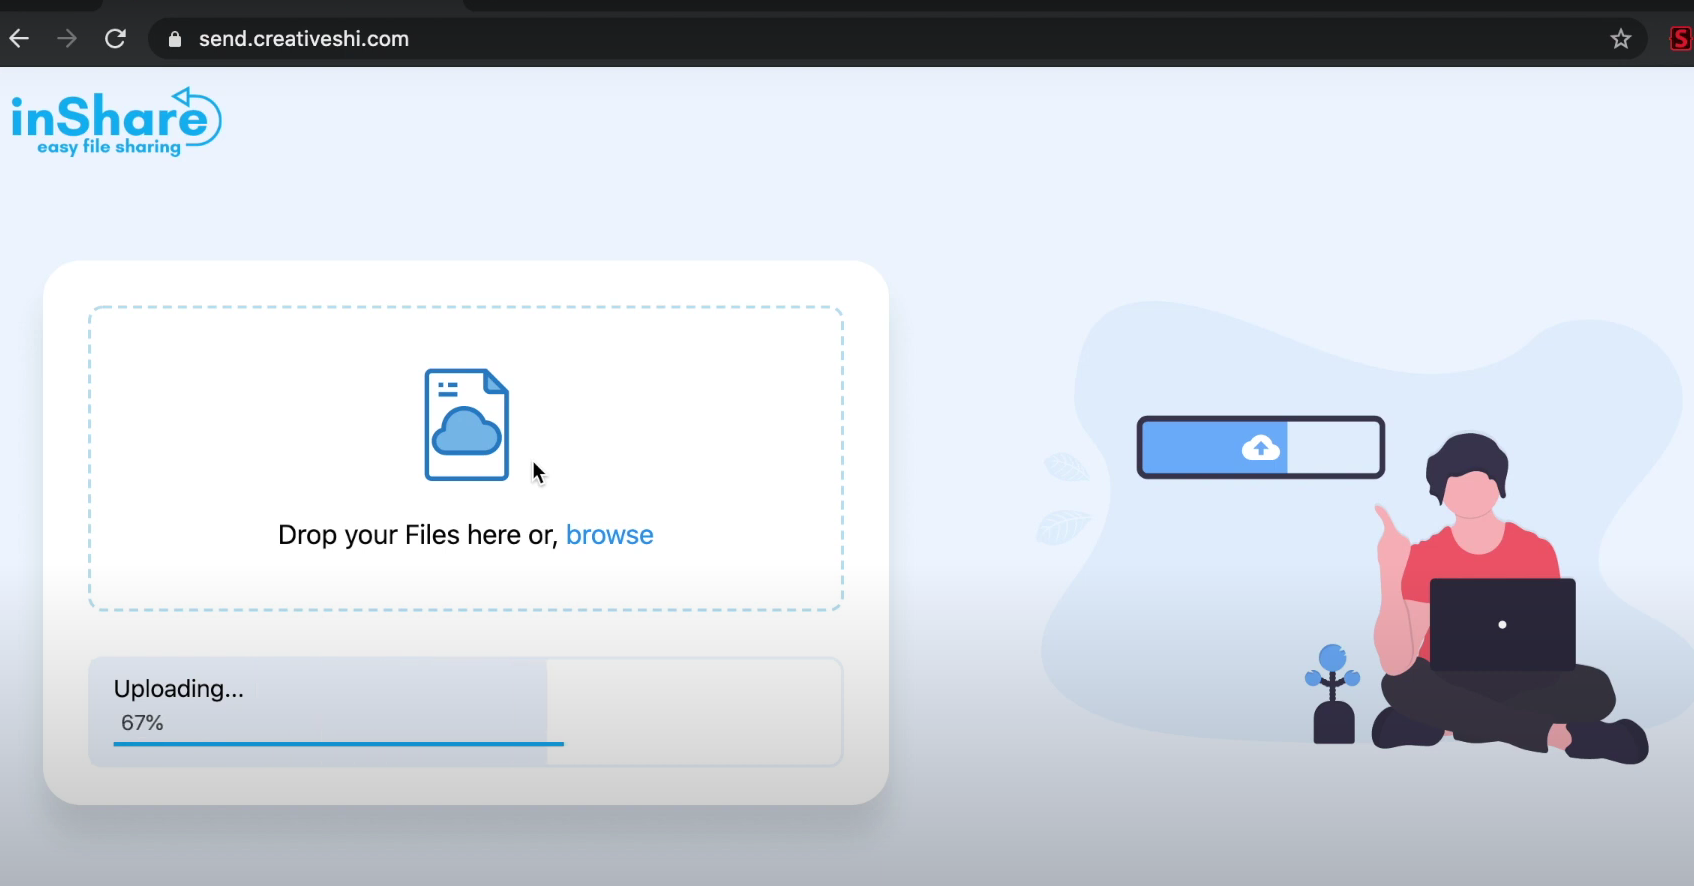 send.creativeshi.com
S
inShare
easy file sharing
Drop your Files here or, browse
Uploading...
67%